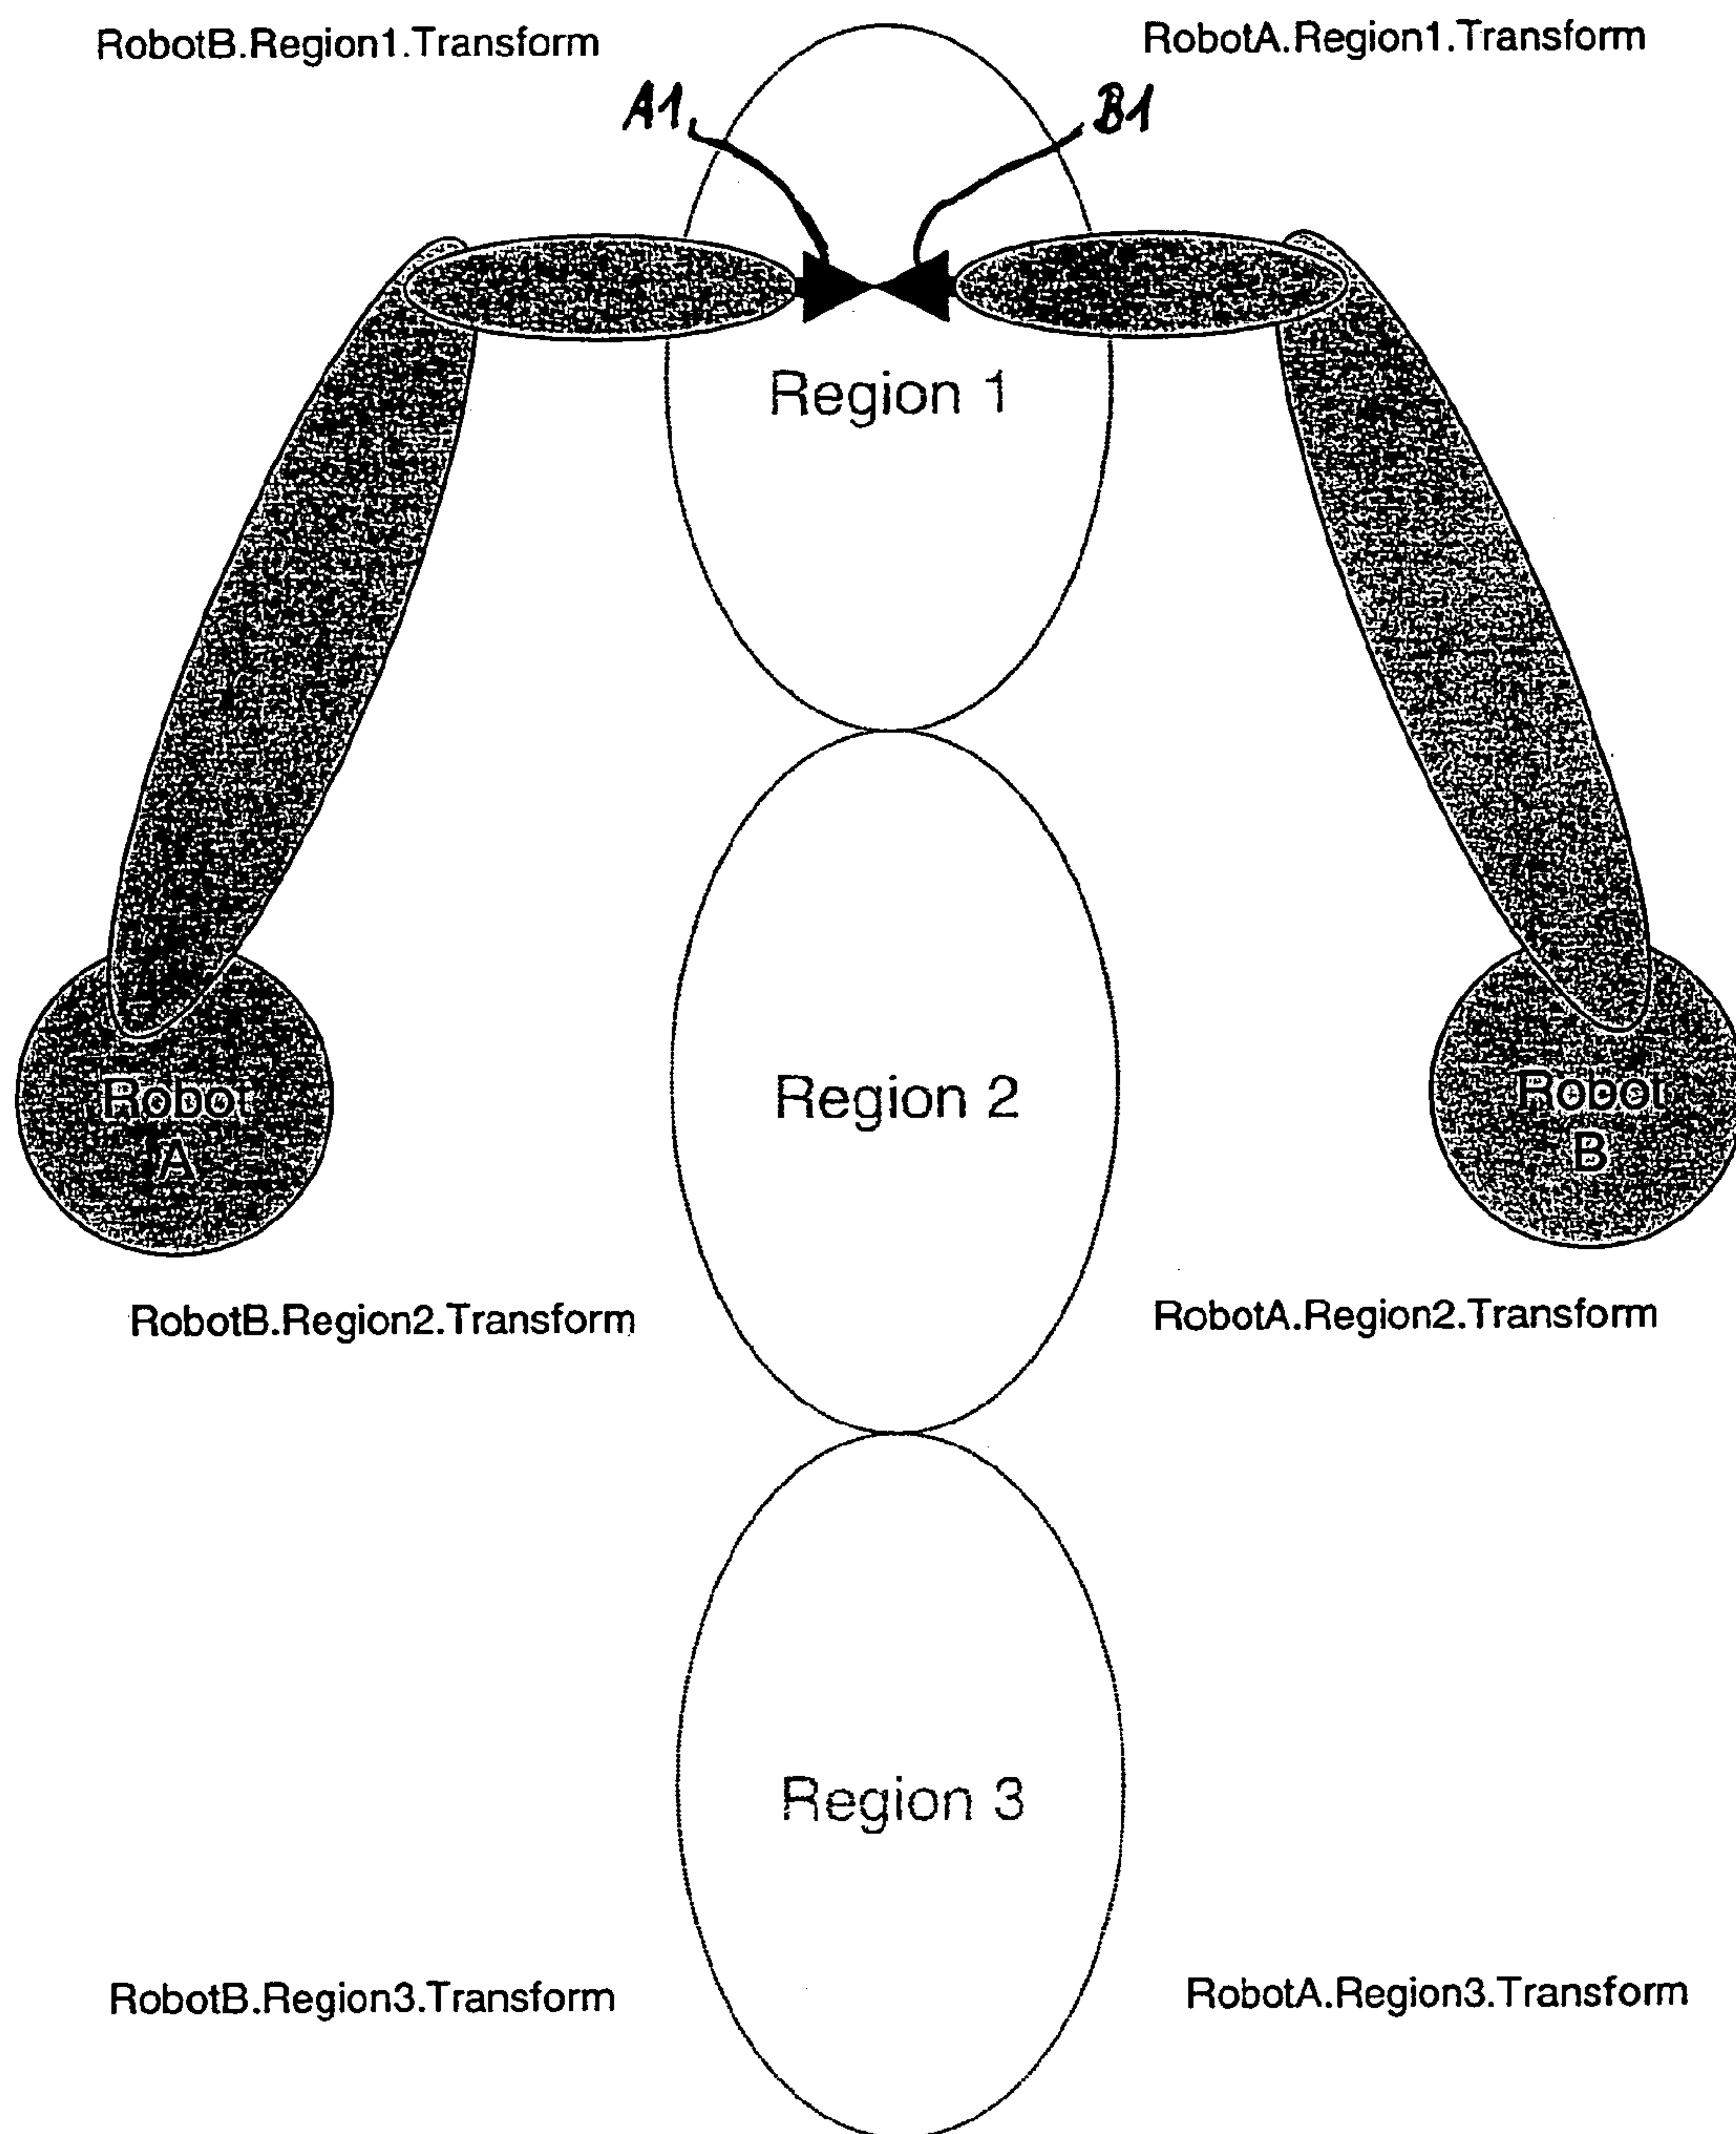 RobotB.Region1.Transform
RobotA.Region1.Transform
A1
B1
Region 1
Region 2
Robot
A
Robot
B
RobotB.Region2.Transform
RobotA.Region2.Transform
Region 3
RobotB.Region3.Transform
RobotA.Region3.Transform